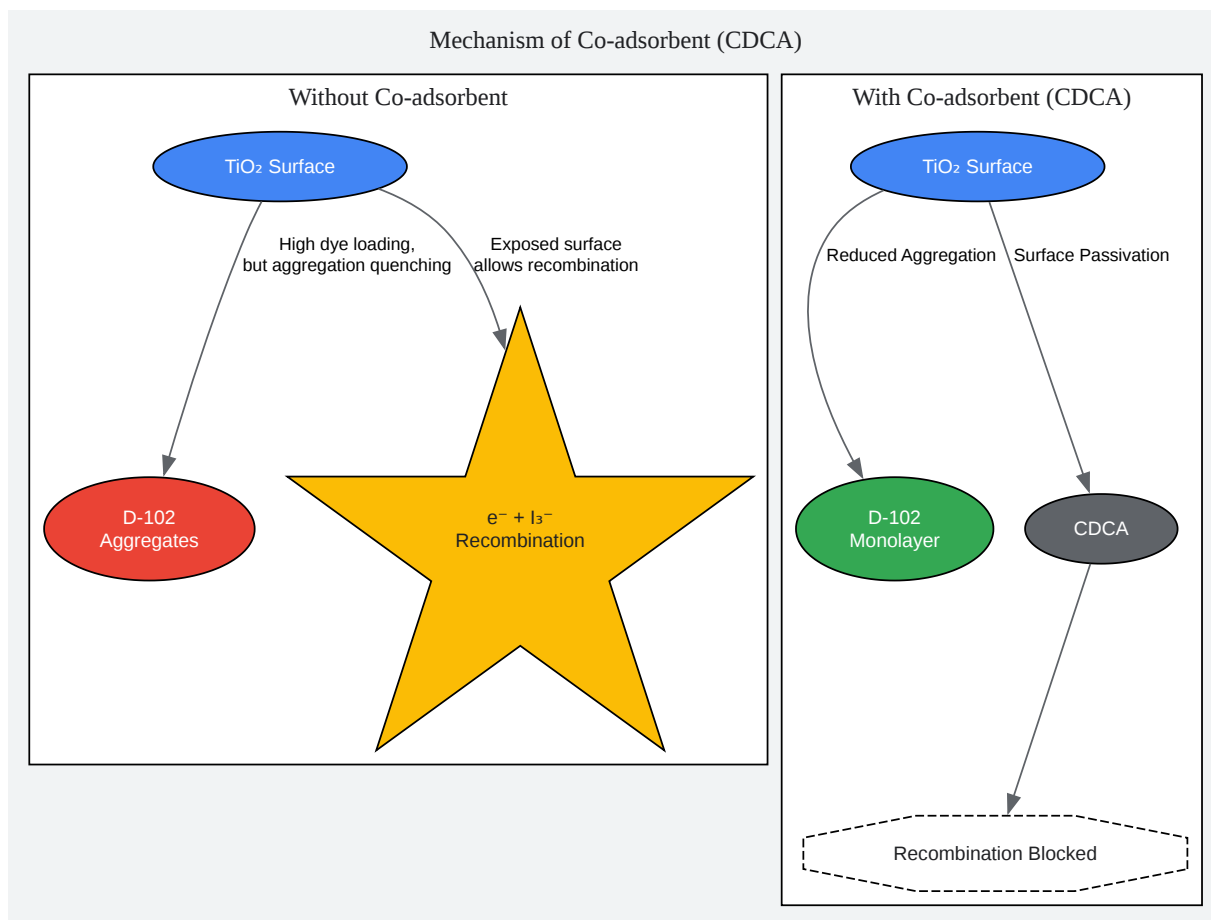 Mechanism of Co-adsorbent (CDCA)
Without Co-adsorbent
TiO₂ Surface
High dye loading,
but aggregation quenching
Exposed surface
allows recombination
D-102
Aggregates
e⁻ + I₃⁻
Recombination
With Co-adsorbent (CDCA)
TiO₂ Surface
Reduced Aggregation
Surface Passivation
D-102
Monolayer
CDCA
Recombination Blocked